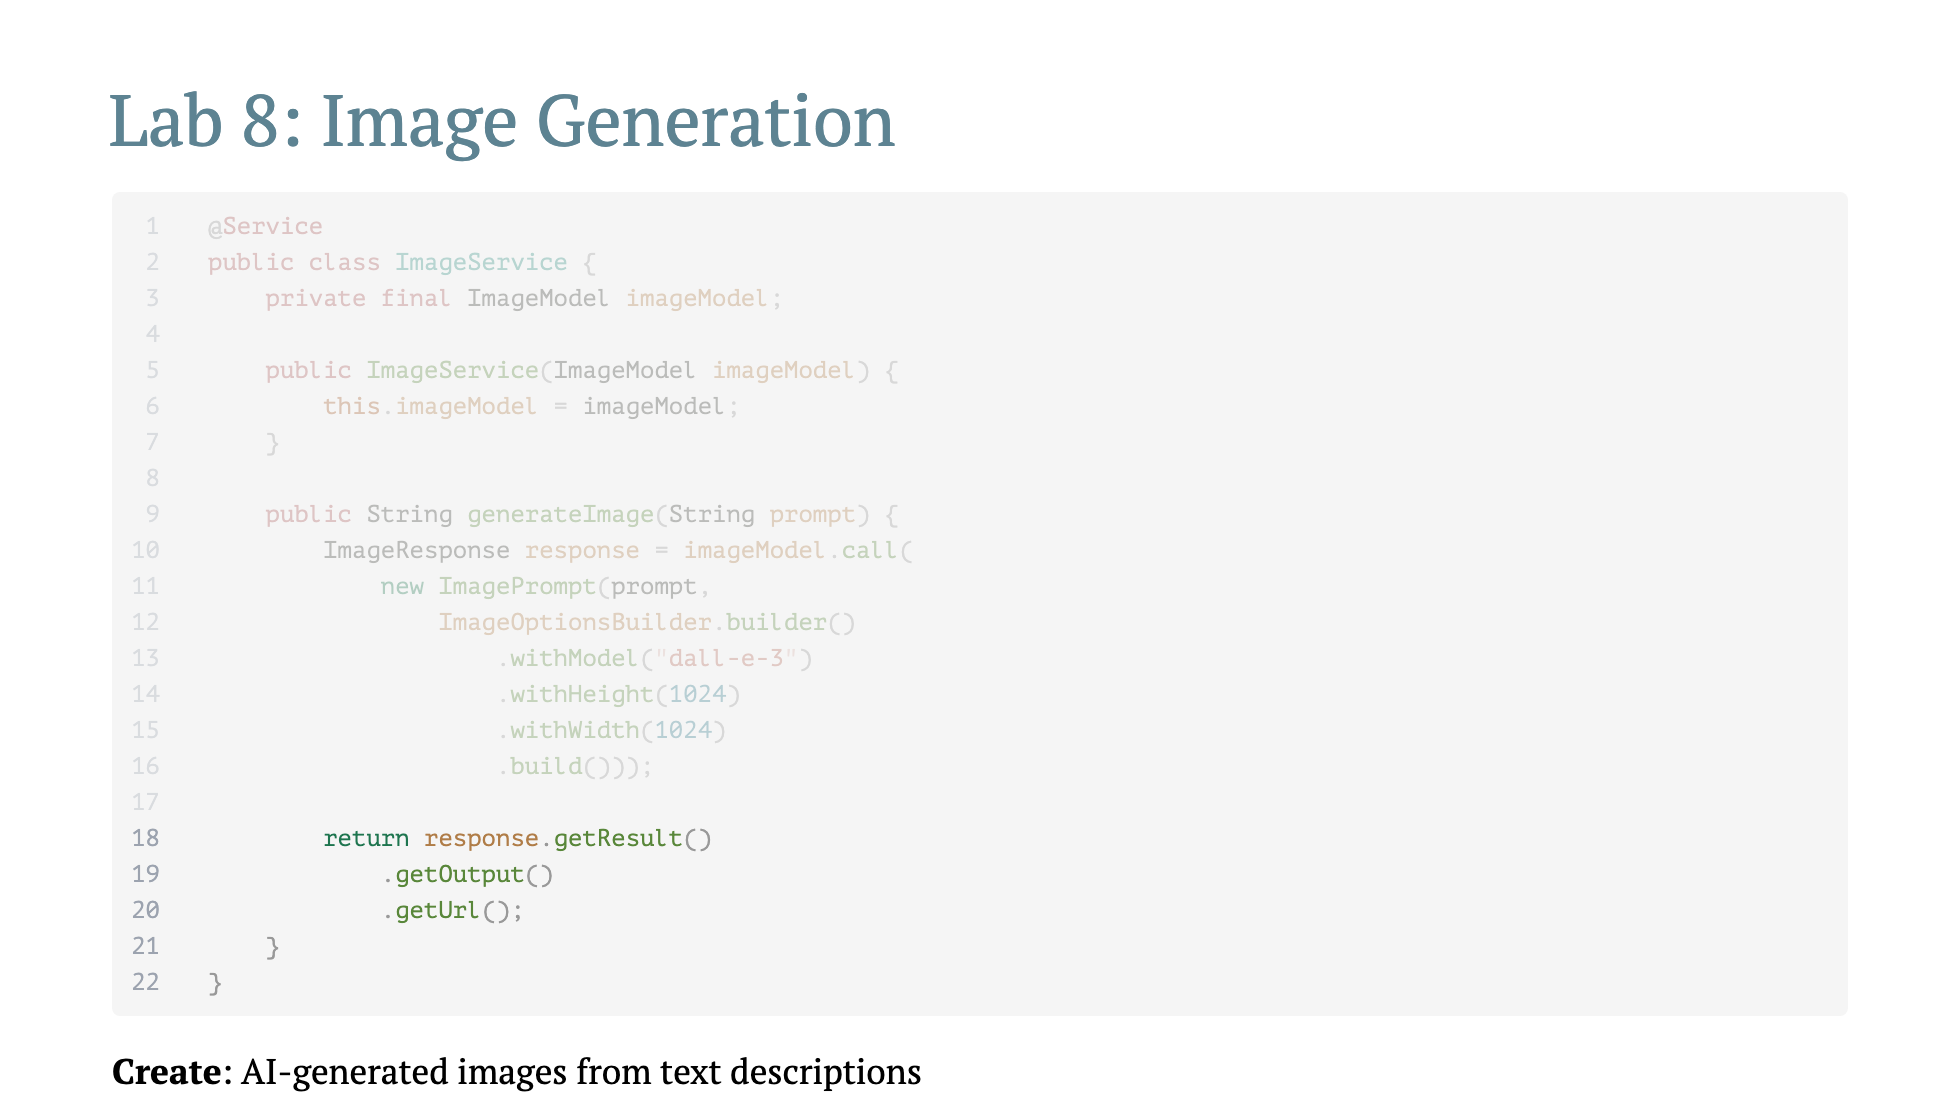 Lab 8: Image Generation
1 @Service
2 public class ImageService {
3     private final ImageModel imageModel;
4
5     public ImageService(ImageModel imageModel) {
6         this.imageModel = imageModel;
7     }
8
9     public String generateImage(String prompt) {
10         ImageResponse response = imageModel.call(
11             new ImagePrompt(prompt,
12                 ImageOptionsBuilder.builder()
13                     .withModel("dall-e-3")
14                     .withHeight(1024)
15                     .withWidth(1024)
16                     .build()));
17
18         return response.getResult()
19             .getOutput()
20             .getUrl();
21     }
22 }
Create: AI-generated images from text descriptions